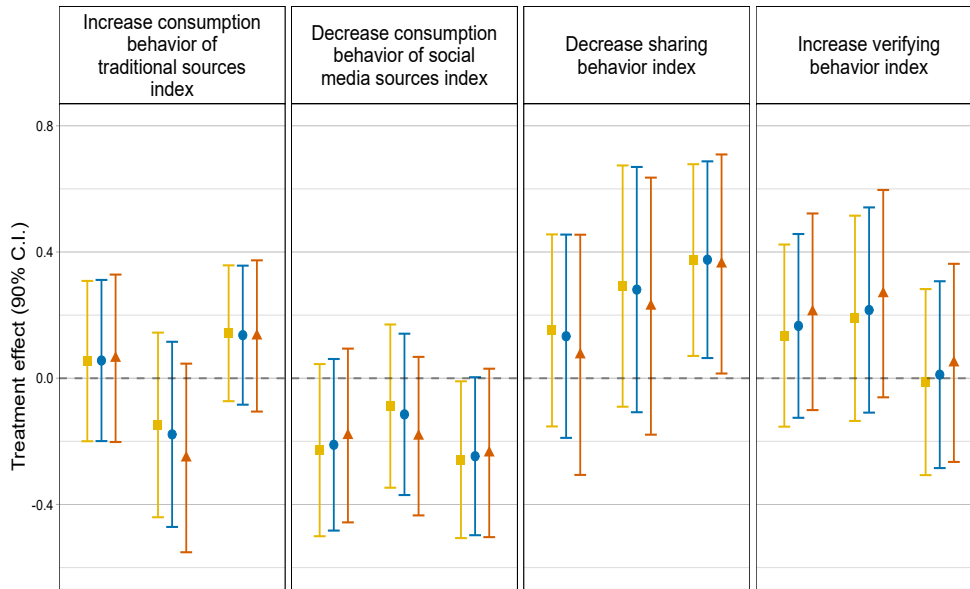 Increase consumption
behavior of
traditional sources
index
Decrease consumption
behavior of social
media sources index
Decrease sharing
behavior index
Increase verifying
behavior index
Treatment effect (90% C.I.)
0.8
0.4
0.0
-0.4